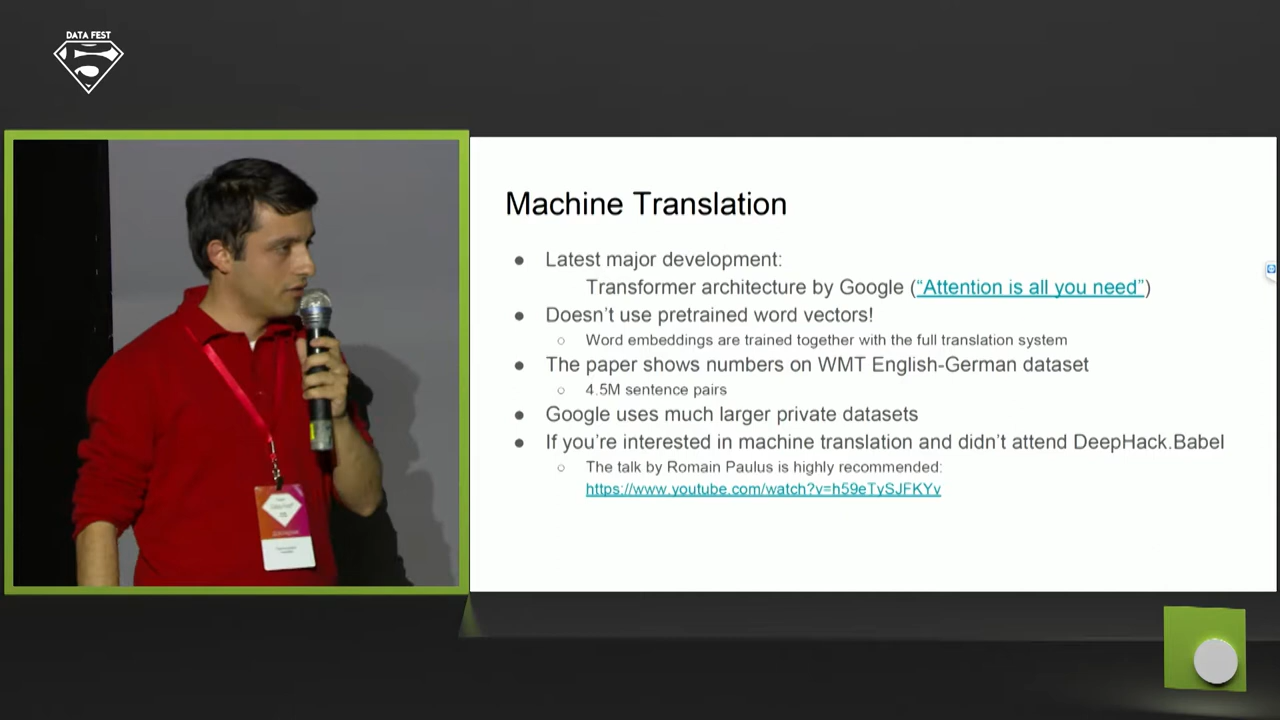 DATA FEST
Machine Translation
● Latest major development:
Transformer architecture by Google (“Attention is all you need”)
● Doesn’t use pretrained word vectors!
○ Word embeddings are trained together with the full translation system
● The paper shows numbers on WMT English-German dataset
○ 4.5M sentence pairs
● Google uses much larger private datasets
● If you’re interested in machine translation and didn’t attend DeepHack.Babel
○ The talk by Romain Paulus is highly recommended:
https://www.youtube.com/watch?v=h59eTySJFKYv